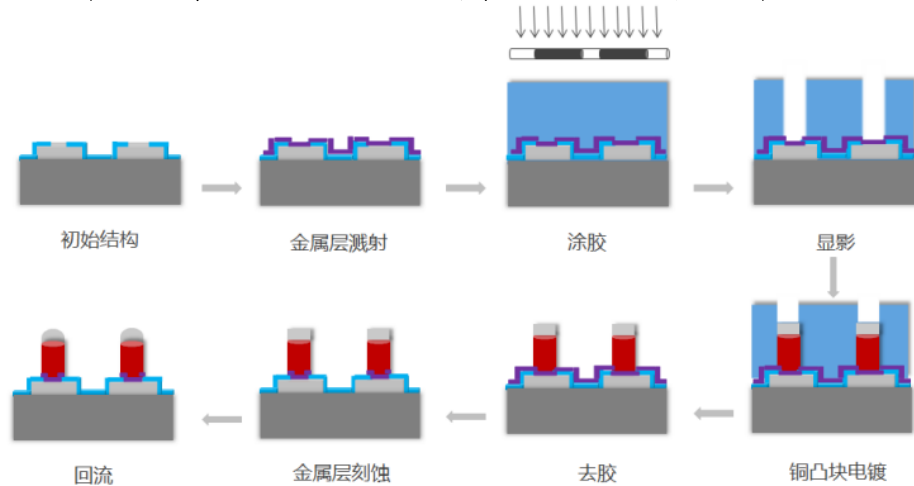 初始结构
金属层溅射
涂胶
显影
铜凸块电镀
去胶
金属层刻蚀
回流